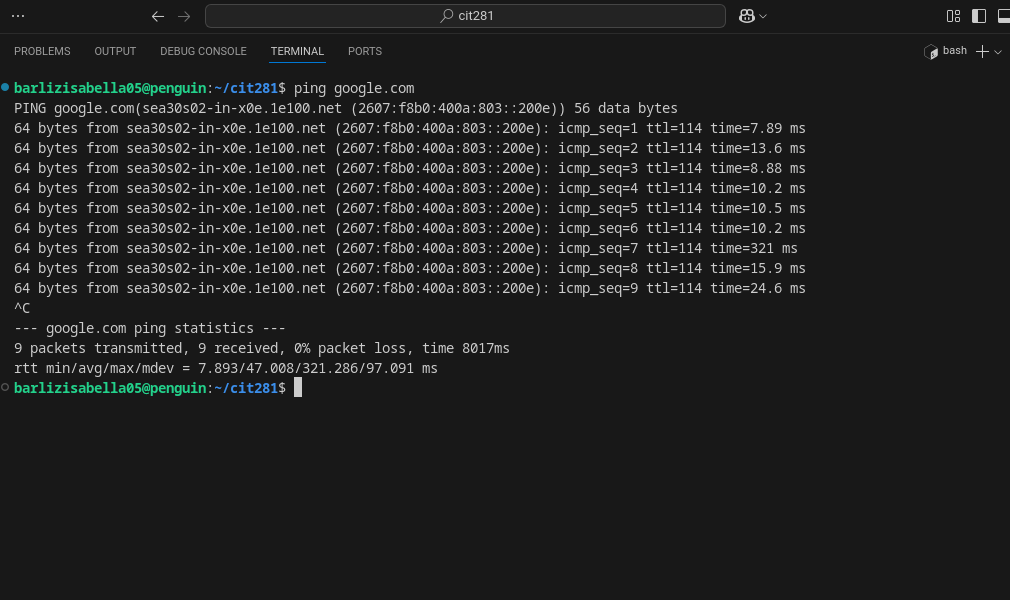 cit281
PROBLEMS OUTPUT DEBUG CONSOLE TERMINAL PORTS bash
barlizisabella05@penguin:~/cit281$ ping google.com
PING google.com(sea30s02-in-x0e.1e100.net (2607:f8b0:400a:803::200e)) 56 data bytes
64 bytes from sea30s02-in-x0e.1e100.net (2607:f8b0:400a:803::200e): icmp_seq=1 ttl=114 time=7.89 ms
64 bytes from sea30s02-in-x0e.1e100.net (2607:f8b0:400a:803::200e): icmp_seq=2 ttl=114 time=13.6 ms
64 bytes from sea30s02-in-x0e.1e100.net (2607:f8b0:400a:803::200e): icmp_seq=3 ttl=114 time=8.88 ms
64 bytes from sea30s02-in-x0e.1e100.net (2607:f8b0:400a:803::200e): icmp_seq=4 ttl=114 time=10.2 ms
64 bytes from sea30s02-in-x0e.1e100.net (2607:f8b0:400a:803::200e): icmp_seq=5 ttl=114 time=10.5 ms
64 bytes from sea30s02-in-x0e.1e100.net (2607:f8b0:400a:803::200e): icmp_seq=6 ttl=114 time=10.2 ms
64 bytes from sea30s02-in-x0e.1e100.net (2607:f8b0:400a:803::200e): icmp_seq=7 ttl=114 time=321 ms
64 bytes from sea30s02-in-x0e.1e100.net (2607:f8b0:400a:803::200e): icmp_seq=8 ttl=114 time=15.9 ms
64 bytes from sea30s02-in-x0e.1e100.net (2607:f8b0:400a:803::200e): icmp_seq=9 ttl=114 time=24.6 ms
^C
--- google.com ping statistics ---
9 packets transmitted, 9 received, 0% packet loss, time 8017ms
rtt min/avg/max/mdev = 7.893/47.008/321.286/97.091 ms
barlizisabella05@penguin:~/cit281$